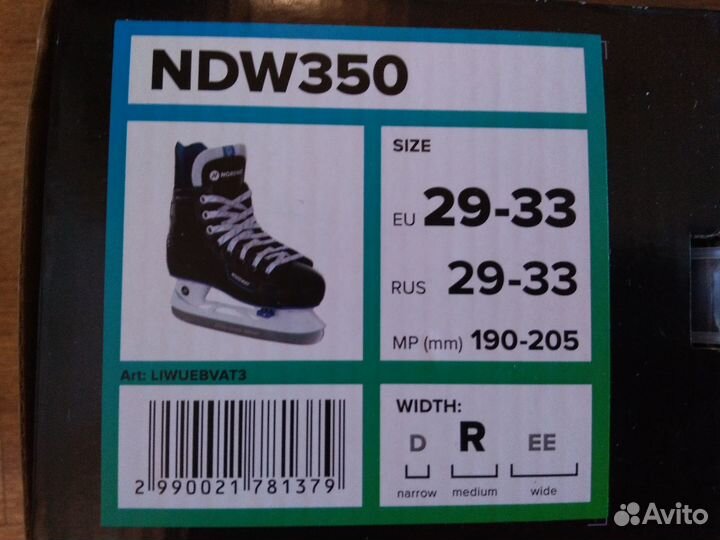 NDW350
SIZE
EU 29-33
RUS 29-33
MP (mm) 190-205
Art: LIWUEBVAT3
2 990021 781379
WIDTH:
D R EE
narrow medium wide
Avito